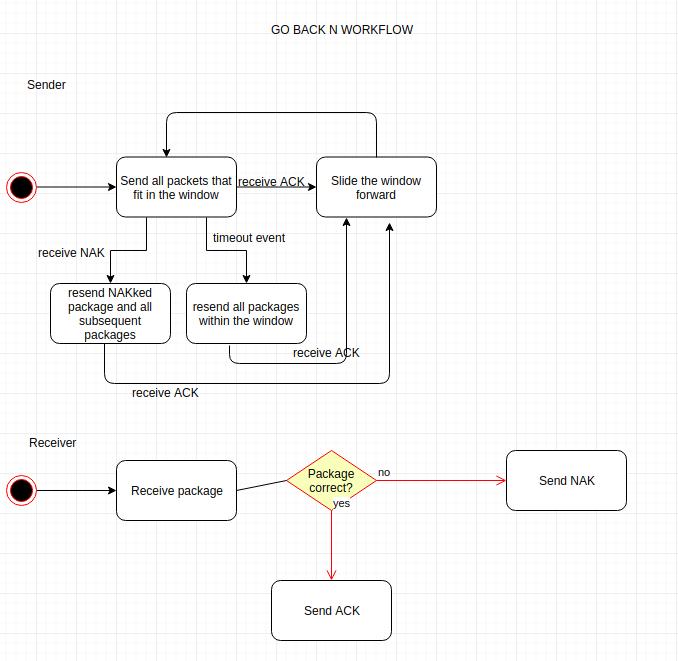 GO BACK N WORKFLOW
Sender
Send all packets that
fit in the window
receive ACK
Slide the window
forward
receive NAK
timeout event
resend NAKked
package and all
subsequent
packages
resend all packages
within the window
receive ACK
receive ACK
Receiver
Receive package
Package
correct?
no
yes
Send NAK
Send ACK